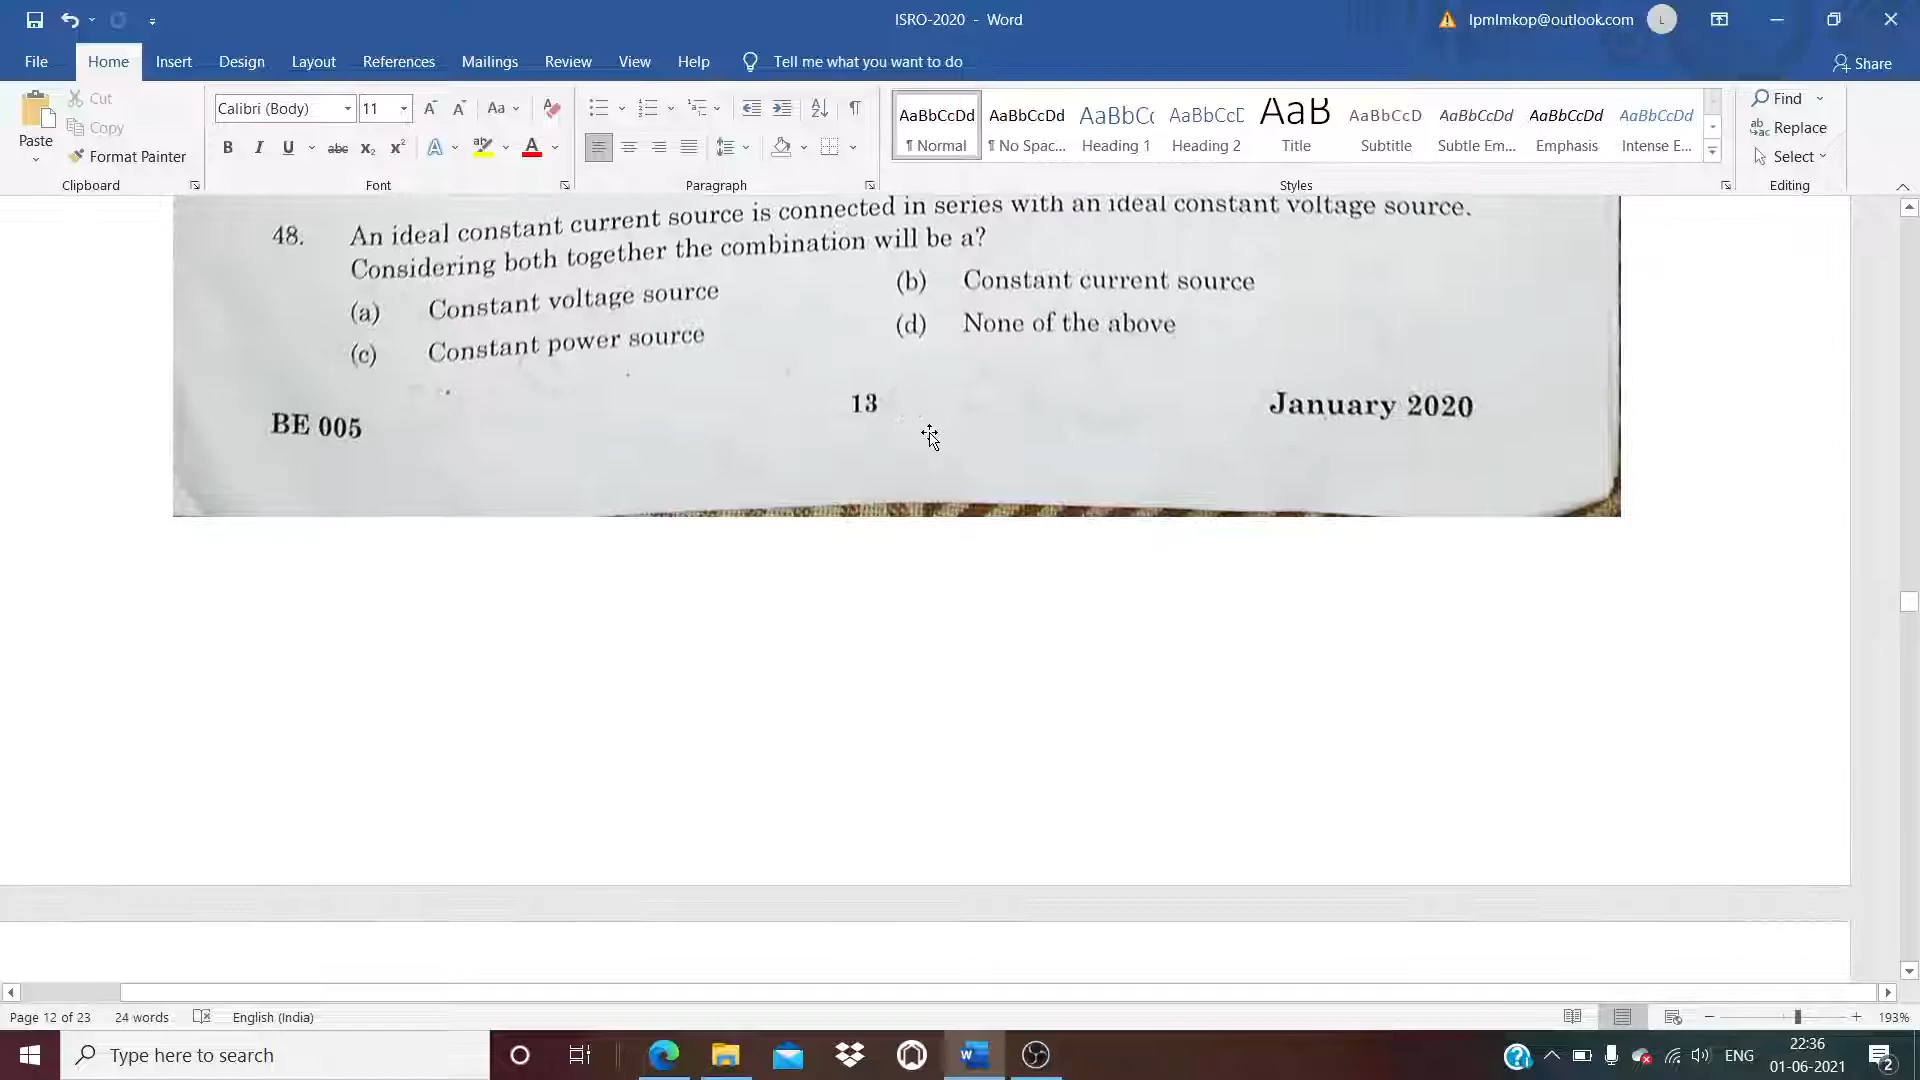 ISRO-2020 - Word
lpmlmkop@outlook.com
L
File Home Insert Design Layout References Mailings Review View Help Tell me what you want to do
Share
Paste
Cut
Copy
Format Painter
Clipboard
Calibri (Body) 11
Font
Paragraph
AaBbCcDd AaBbCcDd AaBbCc AaBbCcD AaB AaBbCcD AaBbCcDd AaBbCcDd AaBbCcDd
¶ Normal ¶ No Spac... Heading 1 Heading 2 Title Subtitle Subtle Em... Emphasis Intense E...
Styles
Find
Replace
Select
Editing
48. An ideal constant current source is connected in series with an ideal constant voltage source.
Considering both together the combination will be a?
(a) Constant voltage source (b) Constant current source
(c) Constant power source (d) None of the above
BE 005 13 January 2020
Page 12 of 23 24 words English (India) 193%
Type here to search
ENG
22:36
01-06-2021
2